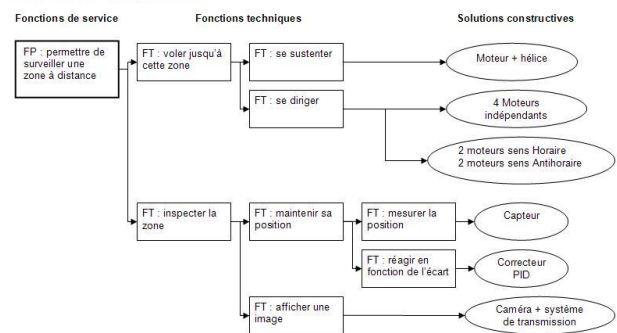 Fonctions de service
Fonctions techniques
Solutions constructives
FP : permettre de
surveiller une
zone à distance
FT : voler jusqu'à
cette zone
FT : se sustenter
Moteur + hélice
FT : se diriger
4 Moteurs
indépendants
2 moteurs sens Horaire
2 moteurs sens Antihoraire
FT : inspecter la
zone
FT : maintenir sa
position
FT : mesurer la
position
Capteur
FT : réagir en
fonction de l'écart
Correcteur
PID
FT : afficher une
image
Caméra + système
de transmission